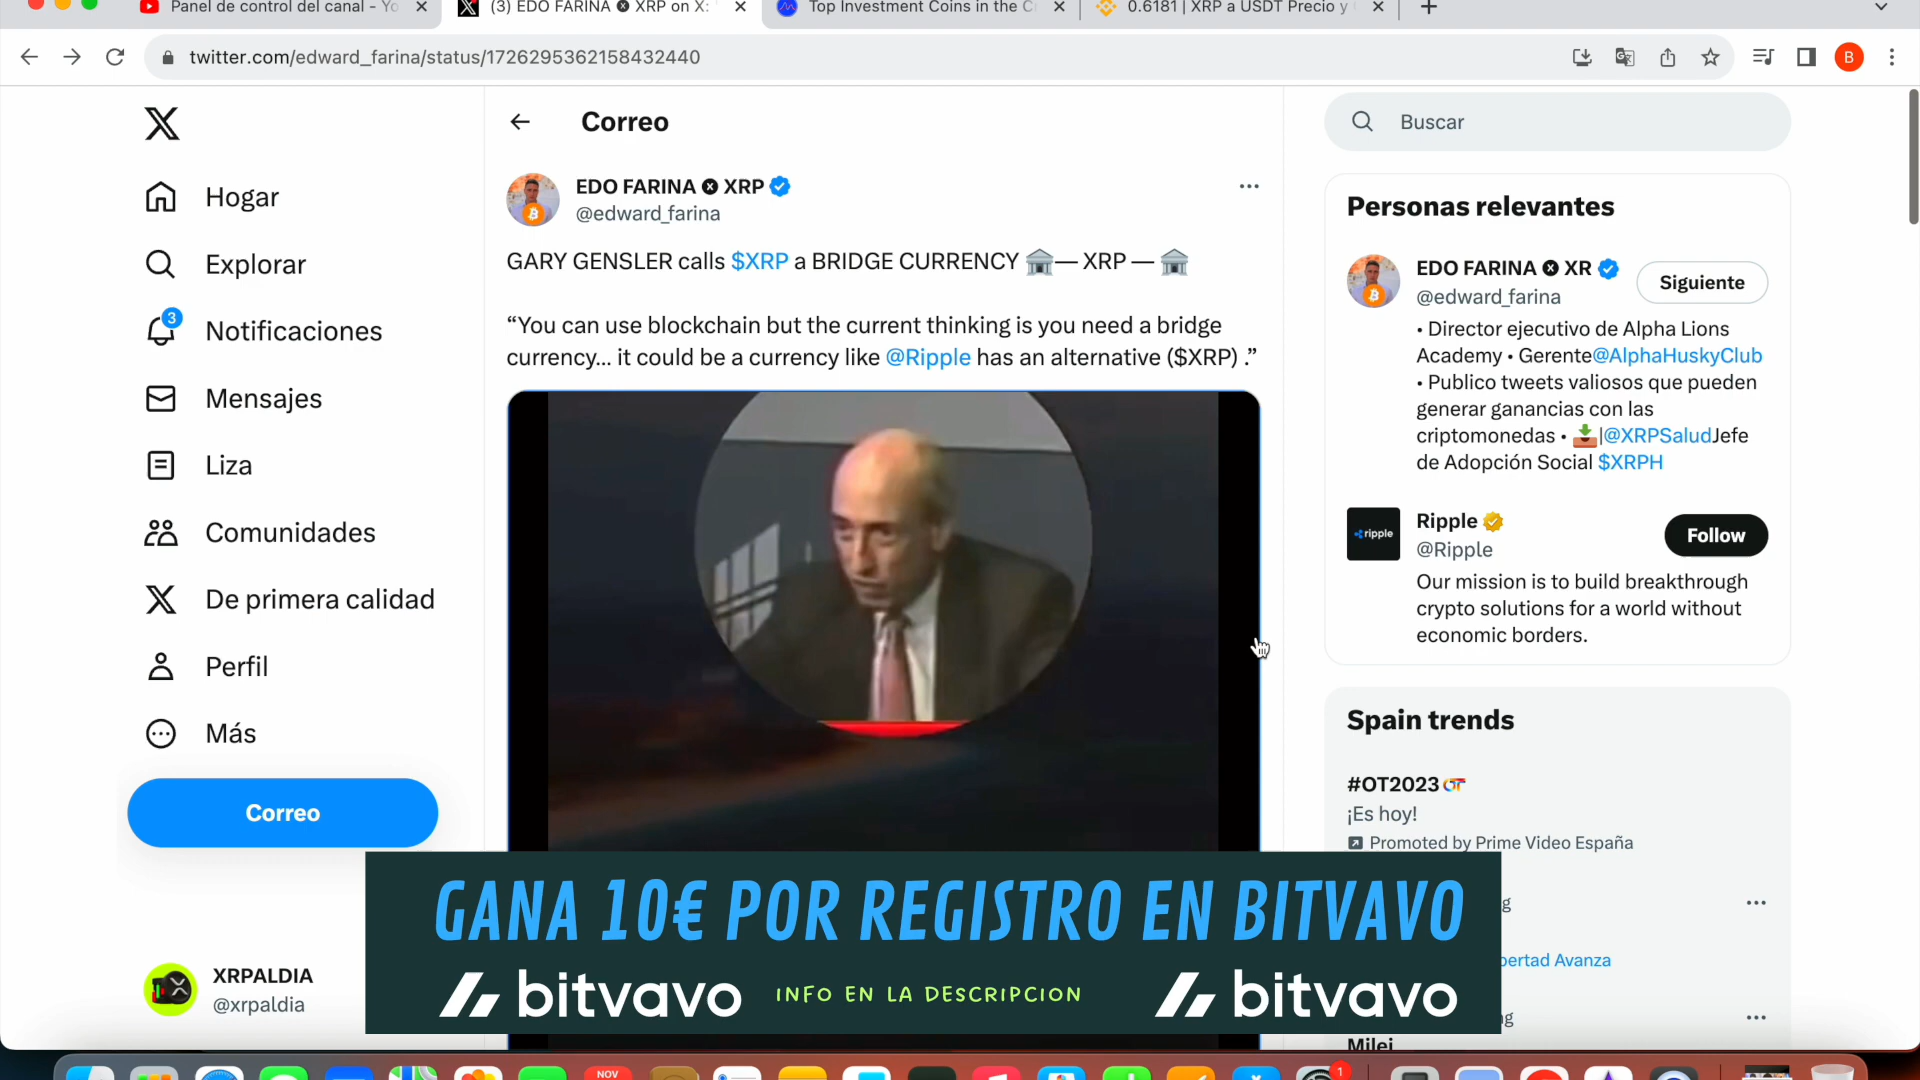 Panel de control del canal - Yo
(3) EDO FARINA XRP on X:
Top Investment Coins in the C
0.6181 | XRP a USDT Precio y
twitter.com/edward_farina/status/1726295362158432440
B
Hogar
Explorar
3
Notificaciones
Mensajes
Liza
Comunidades
De primera calidad
Perfil
Más
Correo
XRPALDIA
@xrpaldia
Correo
EDO FARINA XRP
@edward_farina
GARY GENSLER calls $XRP a BRIDGE CURRENCY 🏛️— XRP — 🏛️
“You can use blockchain but the current thinking is you need a bridge
currency... it could be a currency like @Ripple has an alternative ($XRP) .”
Buscar
Personas relevantes
EDO FARINA XR
@edward_farina
Siguiente
• Director ejecutivo de Alpha Lions
Academy • Gerente@AlphaHuskyClub
• Publico tweets valiosos que pueden
generar ganancias con las
criptomonedas • 📥|@XRPSaludJefe
de Adopción Social $XRPH
ripple
Ripple
@Ripple
Follow
Our mission is to build breakthrough
crypto solutions for a world without
economic borders.
Spain trends
#OT2023
¡Es hoy!
Promoted by Prime Video España
pertad Avanza
Milei
GANA 10€ POR REGISTRO EN BITVAVO
bitvavo INFO EN LA DESCRIPCION bitvavo
NOV
1